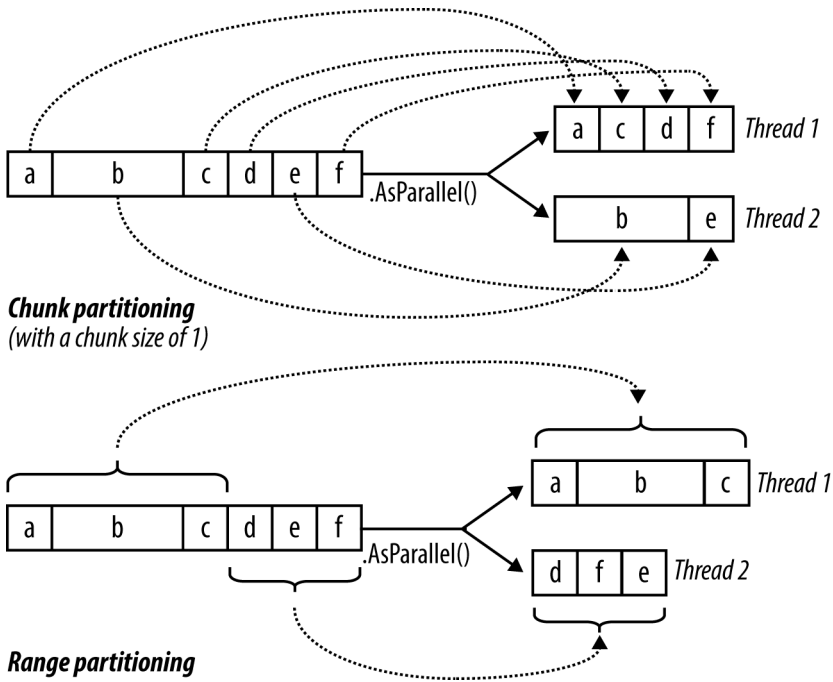 a c d f Thread 1
a b c d e f
.AsParallel()
b e Thread 2
Chunk partitioning
(with a chunk size of 1)
a b c Thread 1
a b c d e f
.AsParallel()
d f e Thread 2
Range partitioning